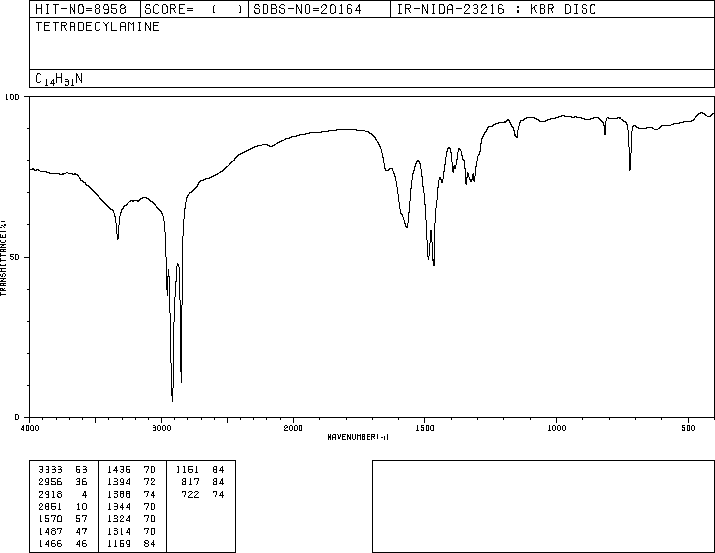 HIT-NO=8958 SCORE= ( ) SDBS-NO=20164 IR-NIDA-23216 : KBR DISC
TETRADECYLAMINE
C14H31N
100
50
0
TRANSMITTANCE(%)
4000 3000 2000 1500 1000 500
WAVENUMBER(-1)
3333 63 1436 70 1151 84
2956 36 1394 72 817 84
2918 4 1388 74 722 74
2851 10 1344 70
1570 57 1324 70
1487 47 1314 70
1466 46 1159 84